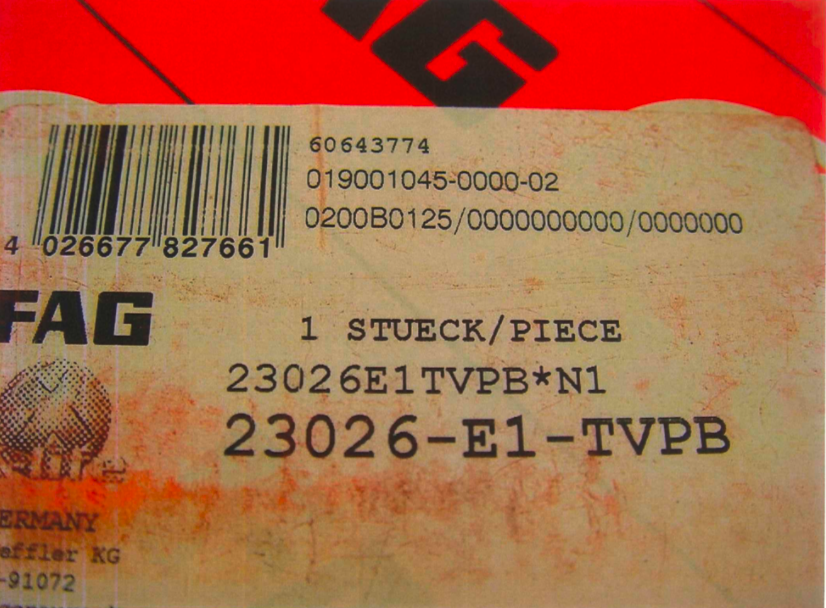 AG
60643774
019001045-0000-02
0200B0125/0000000000/0000000
4 026677 827661
FAG
1 STUECK/PIECE
23026E1TVPB*N1
23026-E1-TVPB
ERMANY
effler KG
-91072